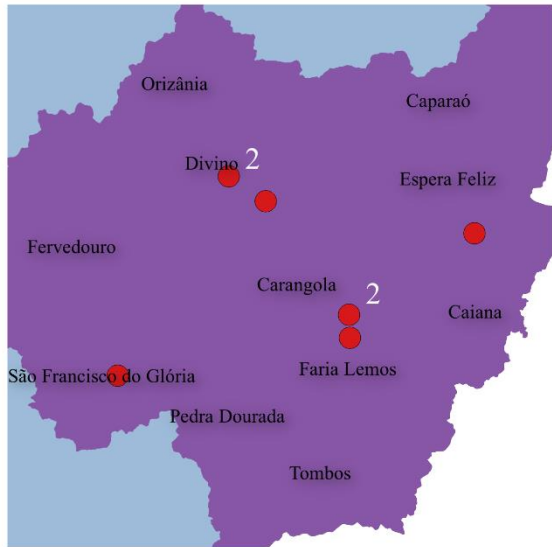 Orizânia
Caparaó
Divino 2
Espera Feliz
Fervedouro
Carangola 2
Caiana
Faria Lemos
São Francisco do Glória
Pedra Dourada
Tombos